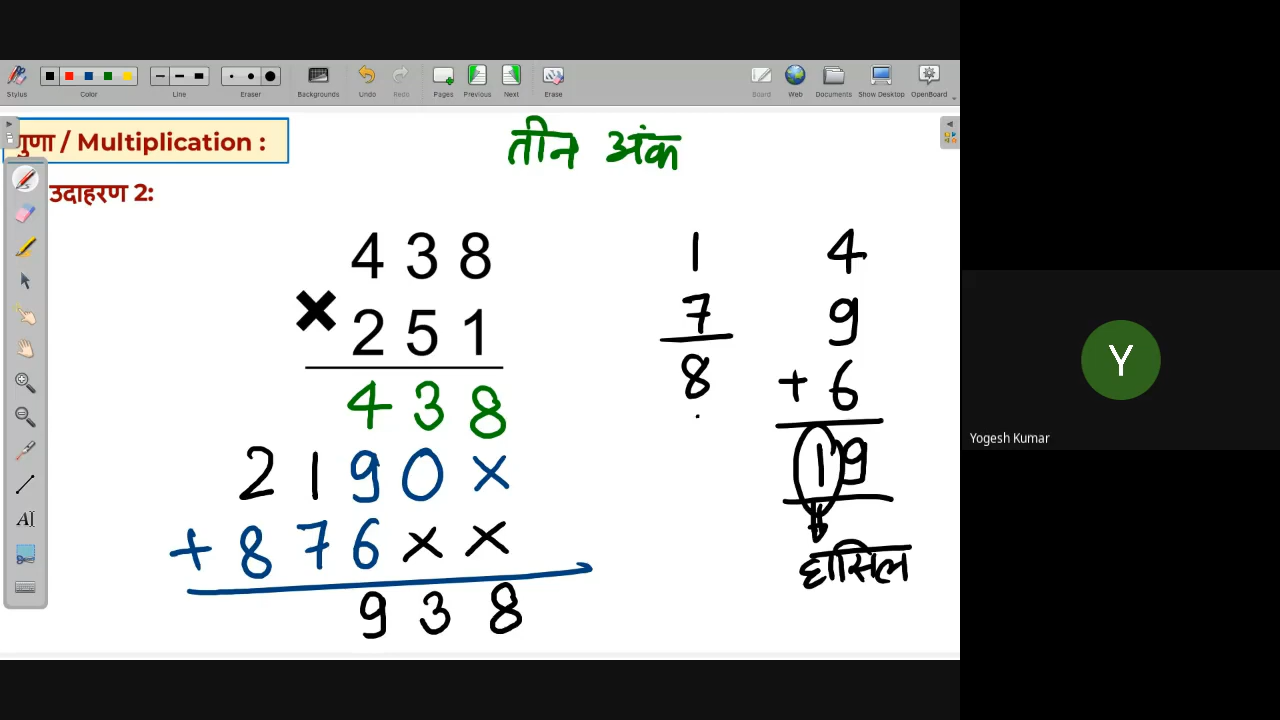 Stylus Color Line Eraser Backgrounds Undo Redo Pages Previous Next Erase Board Web Documents Show Desktop OpenBoard
गुणा / Multiplication :
तीन अंक
उदाहरण 2:
438
× 251
438
2190×
+ 876××
938
1
7
8
4
9
+ 6
19
हासिल
Y
Yogesh Kumar